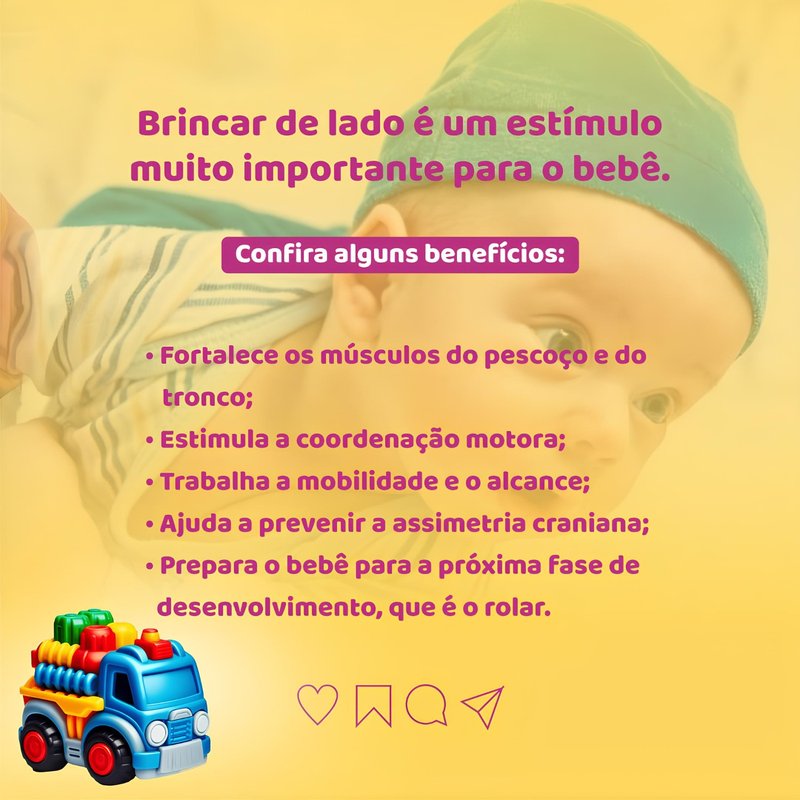 Brincar de lado é um estímulo
muito importante para o bebê.
Confira alguns benefícios:
• Fortalece os músculos do pescoço e do
tronco;
• Estimula a coordenação motora;
• Trabalha a mobilidade e o alcance;
• Ajuda a prevenir a assimetria craniana;
• Prepara o bebê para a próxima fase de
desenvolvimento, que é o rolar.